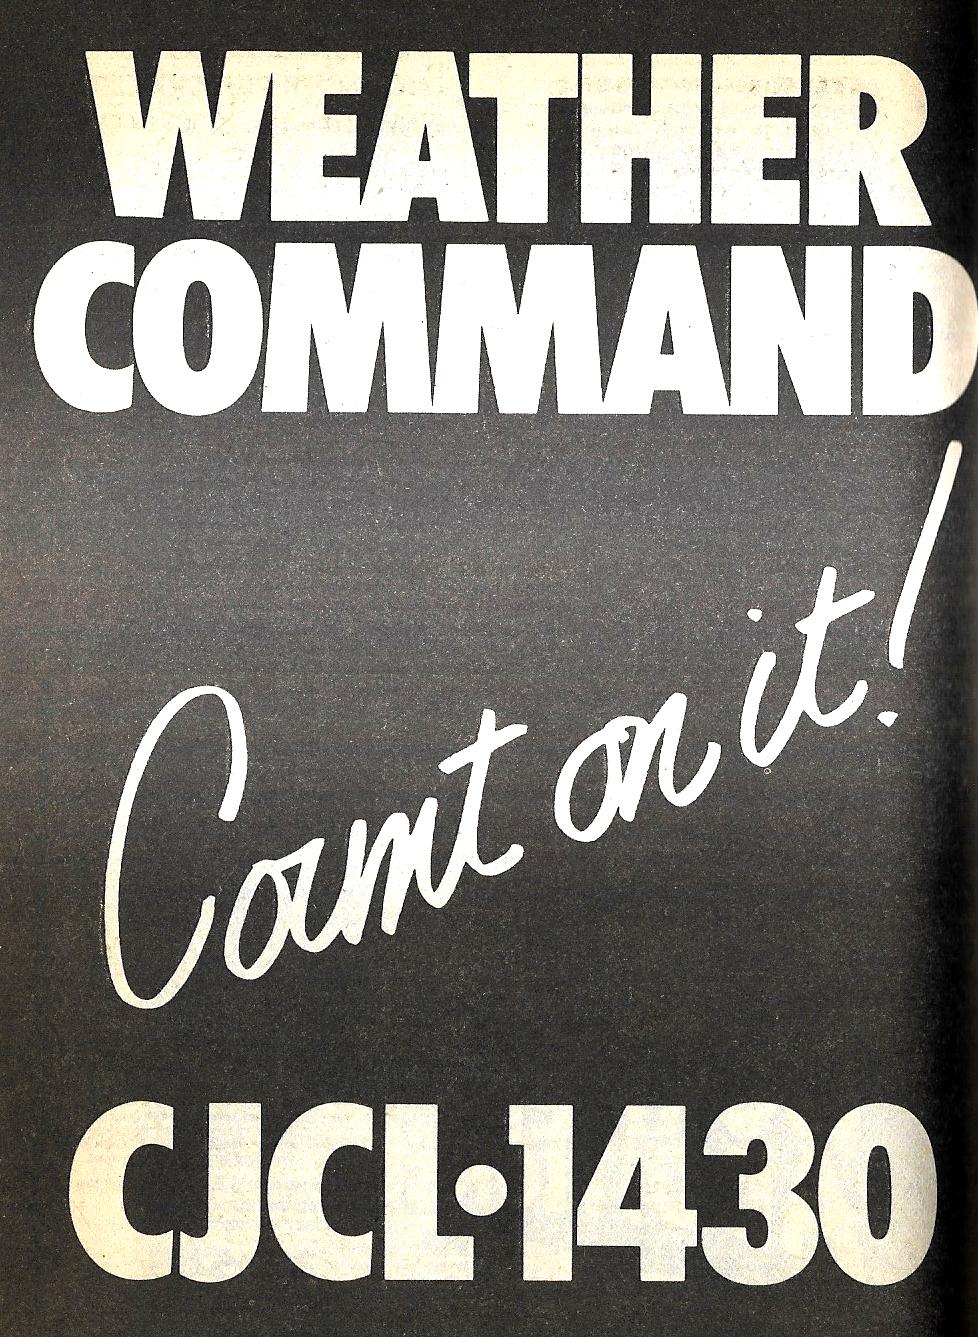 WEATHER
COMMAND
Count on it!
CJCL•1430